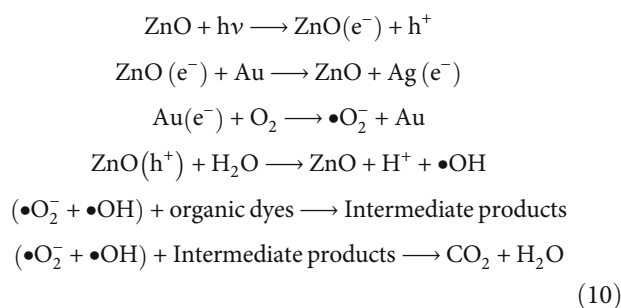 ZnO + hν ⟶ ZnO(e⁻) + h⁺
ZnO (e⁻) + Au ⟶ ZnO + Ag (e⁻)
Au(e⁻) + O₂ ⟶ •O₂⁻ + Au
ZnO(h⁺) + H₂O ⟶ ZnO + H⁺ + •OH
(•O₂⁻ + •OH) + organic dyes ⟶ Intermediate products
(•O₂⁻ + •OH) + Intermediate products ⟶ CO₂ + H₂O
(10)